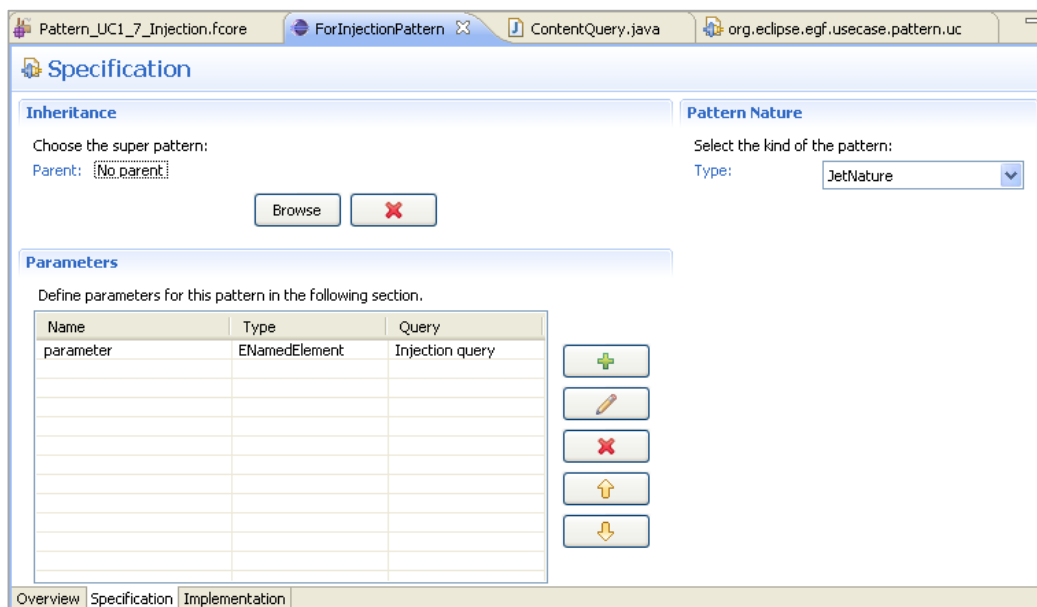 Pattern_UC1_7_Injection.fcore ForInjectionPattern ContentQuery.java org.eclipse.egf.usecase.pattern.uc
Specification
Inheritance
Choose the super pattern:
Parent: No parent
Browse
Pattern Nature
Select the kind of the pattern:
Type: JetNature
Parameters
Define parameters for this pattern in the following section.
Name Type Query
parameter ENamedElement Injection query
Overview Specification Implementation